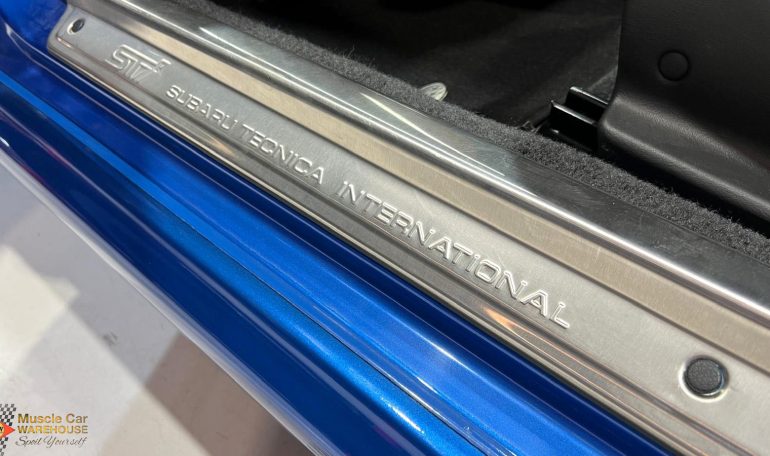 STi
SUBARU TECNICA INTERNATIONAL
Muscle Car
WAREHOUSE
Spoil Yourself